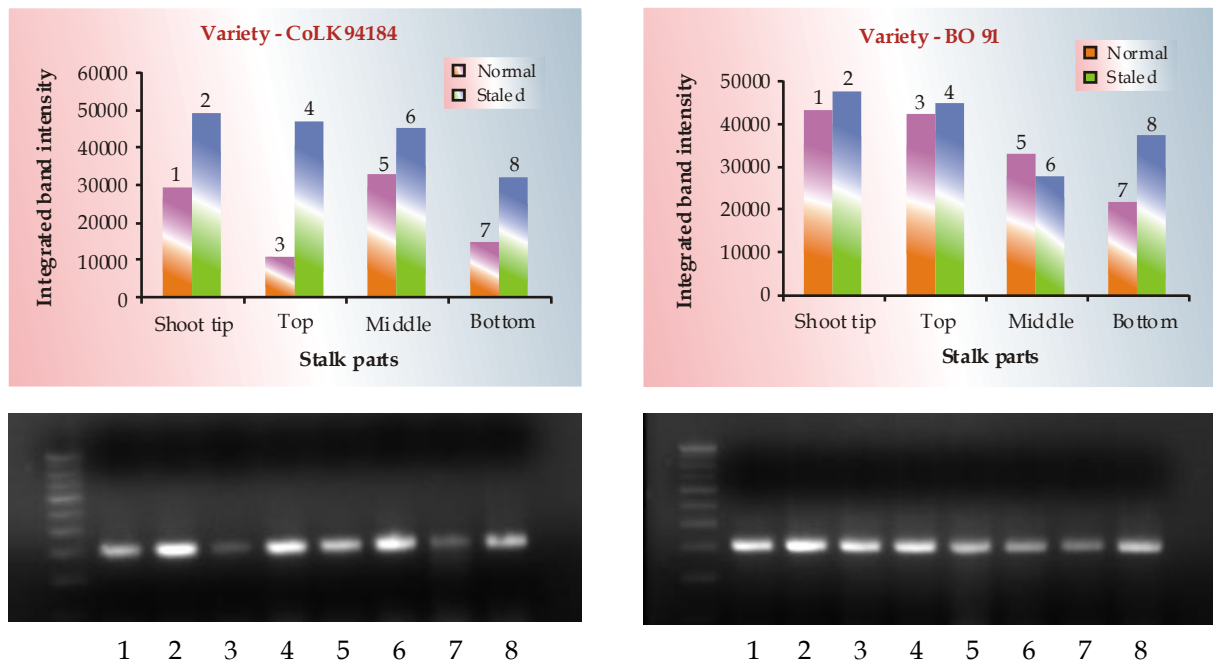 Variety - CoLK 94184
Normal
Staled
Integrated band intensity
60000
50000
40000
30000
20000
10000
0
1
2
3
4
5
6
7
8
Shoot tip
Top
Middle
Bottom
Stalk parts
1 2 3 4 5 6 7 8
Variety - BO 91
Normal
Staled
Integrated band intensity
50000
40000
30000
20000
10000
0
1
2
3
4
5
6
7
8
Shoot tip
Top
Middle
Bottom
Stalk parts
1 2 3 4 5 6 7 8